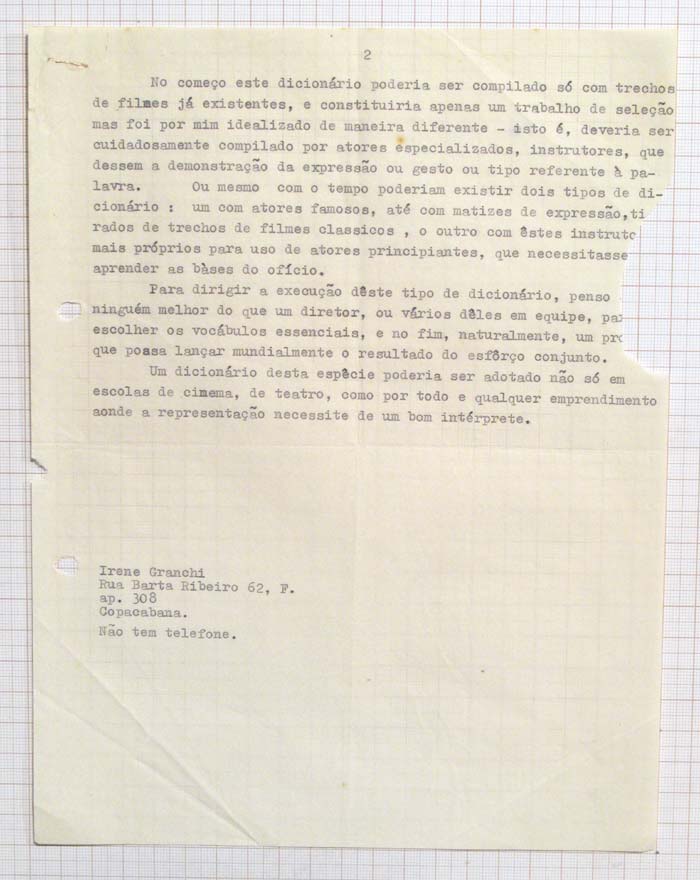 2
No começo este dicionário poderia ser compilado só com trechos
de filmes já existentes, e constituiria apenas um trabalho de seleção
mas foi por mim idealizado de maneira diferente - isto é, deveria ser
cuidadosamente compilado por atores especializados, instrutores, que
dessem a demonstração da expressão ou gesto ou tipo referente à pa-
lavra. Ou mesmo com o tempo poderiam existir dois tipos de di-
cionário : um com atores famosos, até com matizes de expressão,ti
rados de trechos de filmes classicos , o outro com êstes instruto
mais próprios para uso de atores principiantes, que necessitasse
aprender as bàses do ofício.
Para dirigir a execução dêste tipo de dicionário, penso
ninguém melhor do que um diretor, ou vários dêles em equipe, pa
escolher os vocábulos essenciais, e no fim, naturalmente, um pro
que possa lançar mundialmente o resultado do esfôrço conjunto.
Um dicionário desta espècie poderia ser adotado não só em
escolas de cinema, de teatro, como por todo e qualquer emprendimento
aonde a representação necessite de um bom intérprete.
Irene Granchi
Rua Barta Ribeiro 62, F.
ap. 308
Copacabana.
Não tem telefone.